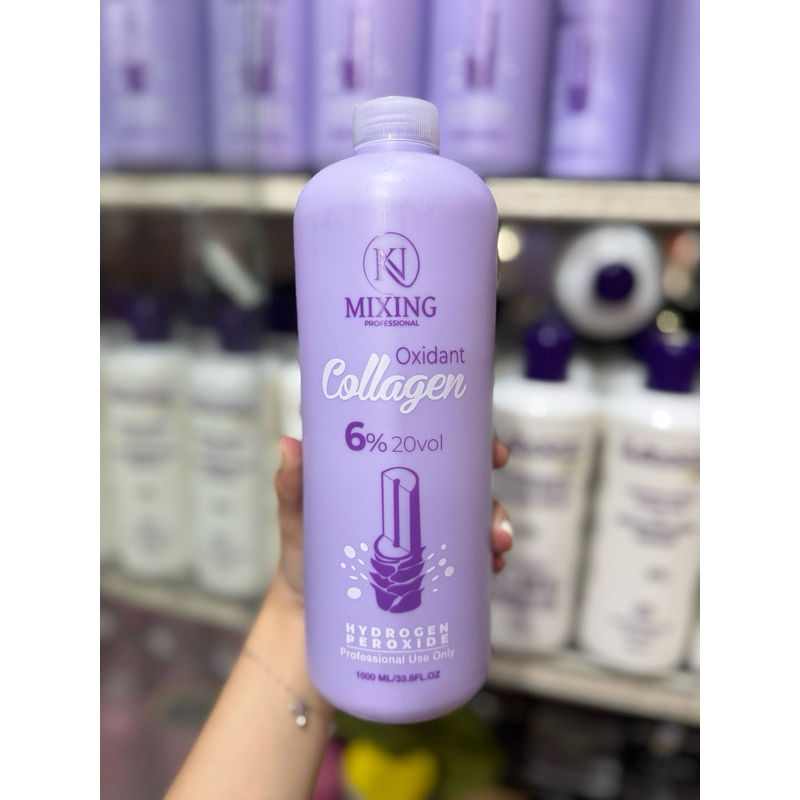 KN
MIXING
PROFESSIONAL
Oxidant
Collagen
6% 20vol
HYDROGEN
PEROXIDE
Professional Use Only
1000 ML/33.8FL.OZ